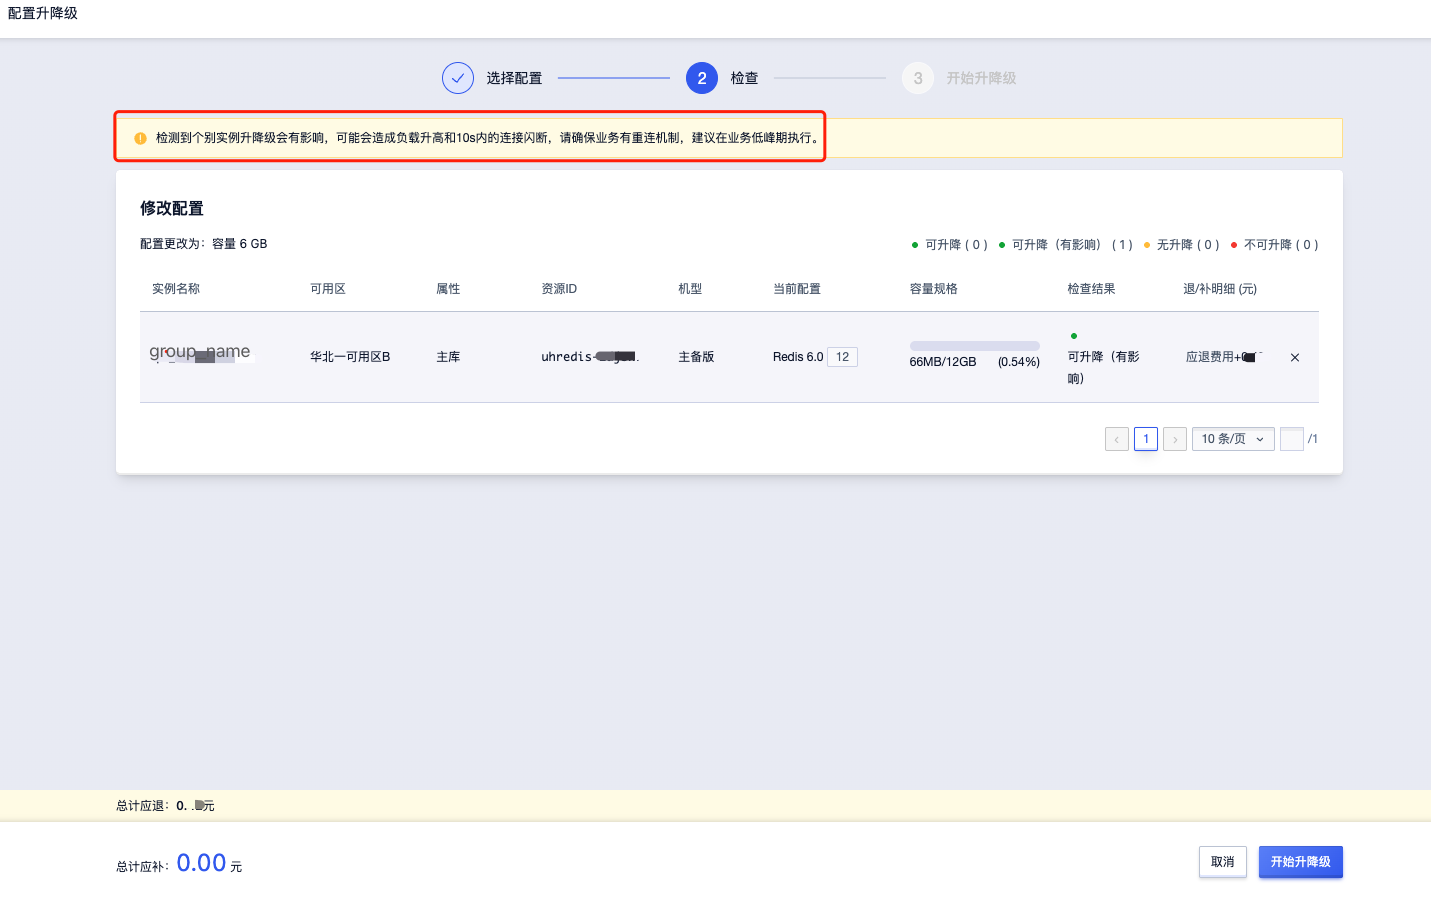 配置升降级
选择配置
2 检查
3 开始升降级
检测到个别实例升降级会有影响，可能会造成负载升高和10s内的连接闪断，请确保业务有重连机制，建议在业务低峰期执行。
修改配置
配置更改为：容量 6 GB
可升降 ( 0 ) 可升降（有影响） ( 1 ) 无升降 ( 0 ) 不可升降 ( 0 )
实例名称 可用区 属性 资源ID 机型 当前配置 容量规格 检查结果 退/补明细 (元)
group_name 华北一可用区B 主库 uhredis- 主备版 Redis 6.0 12 66MB/12GB (0.54%) 可升降（有影
响） 应退费用+
1 10 条/页 /1
总计应退： 0. 元
总计应补： 0.00 元
取消 开始升降级